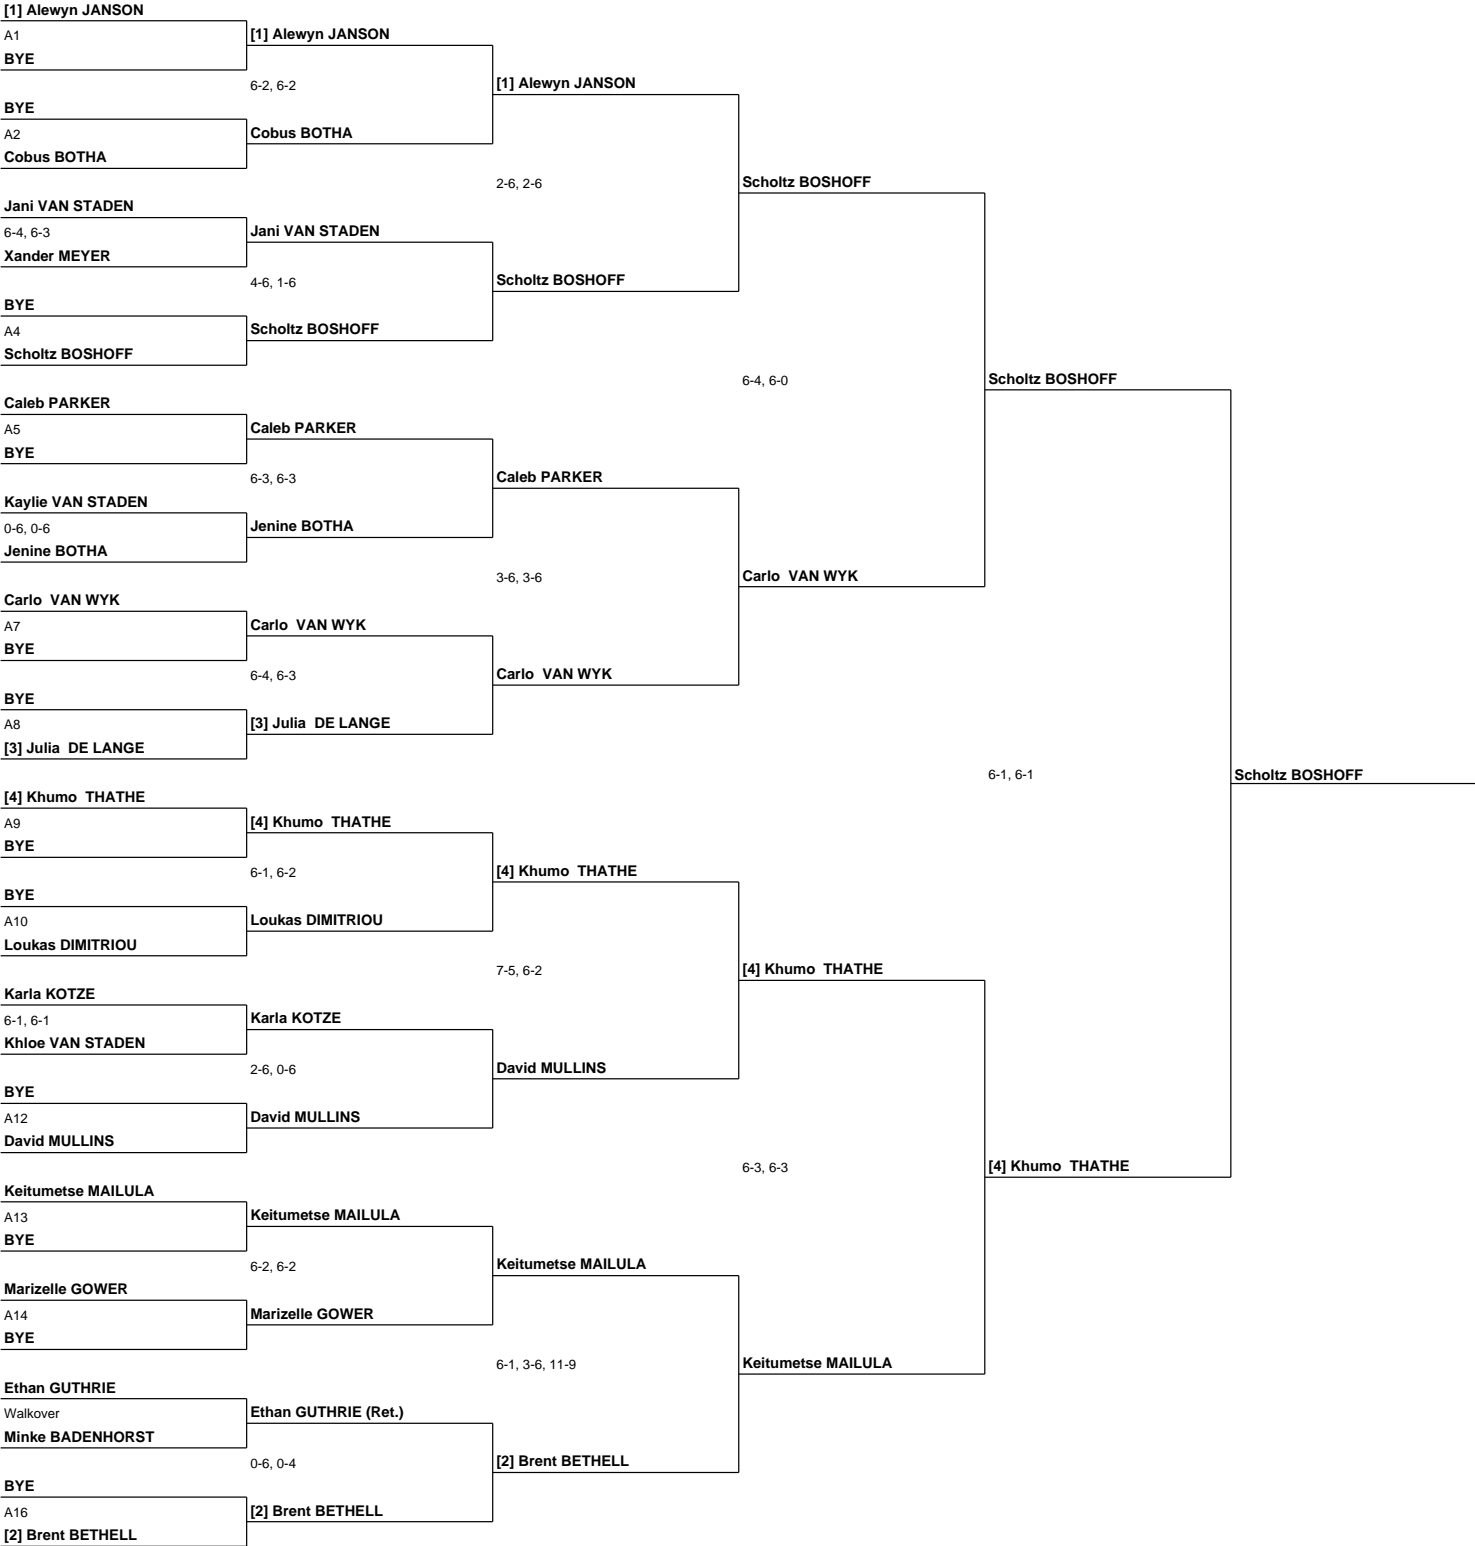 [1] Alewyn JANSON
A1
BYE
BYE
A2
Cobus BOTHA
Jani VAN STADEN
6-4, 6-3
Xander MEYER
BYE
A4
Scholtz BOSHOFF
Caleb PARKER
A5
BYE
Kaylie VAN STADEN
0-6, 0-6
Jenine BOTHA
Carlo VAN WYK
A7
BYE
BYE
A8
[3] Julia DE LANGE
[4] Khumo THATHE
A9
BYE
BYE
A10
Loukas DIMITRIOU
Karla KOTZE
6-1, 6-1
Khloe VAN STADEN
BYE
A12
David MULLINS
Keitumetse MAILULA
A13
BYE
Marizelle GOWER
A14
BYE
Ethan GUTHRIE
Walkover
Minke BADENHORST
BYE
A16
[2] Brent BETHELL
[1] Alewyn JANSON
6-2, 6-2
Cobus BOTHA
Jani VAN STADEN
4-6, 1-6
Scholtz BOSHOFF
Caleb PARKER
6-3, 6-3
Jenine BOTHA
Carlo VAN WYK
6-4, 6-3
[3] Julia DE LANGE
[4] Khumo THATHE
6-1, 6-2
Loukas DIMITRIOU
Karla KOTZE
2-6, 0-6
David MULLINS
Keitumetse MAILULA
6-2, 6-2
Marizelle GOWER
Ethan GUTHRIE (Ret.)
0-6, 0-4
[2] Brent BETHELL
[1] Alewyn JANSON
2-6, 2-6
Scholtz BOSHOFF
Caleb PARKER
3-6, 3-6
Carlo VAN WYK
[4] Khumo THATHE
7-5, 6-2
David MULLINS
Keitumetse MAILULA
6-1, 3-6, 11-9
[2] Brent BETHELL
Scholtz BOSHOFF
6-4, 6-0
Carlo VAN WYK
[4] Khumo THATHE
6-3, 6-3
Keitumetse MAILULA
Scholtz BOSHOFF
6-1, 6-1
[4] Khumo THATHE
Scholtz BOSHOFF